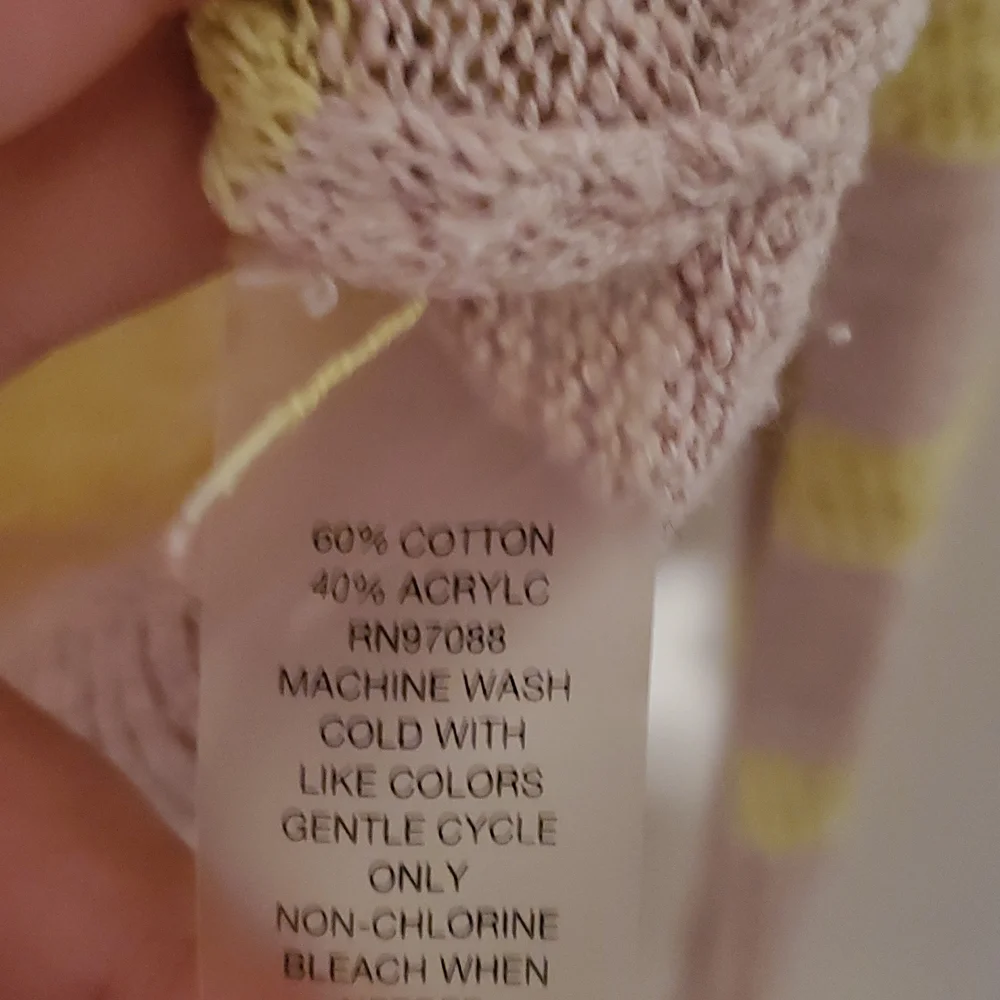 60% COTTON
40% ACRYLC
RN97088
MACHINE WASH
COLD WITH
LIKE COLORS
GENTLE CYCLE
ONLY
NON-CHLORINE
BLEACH WHEN